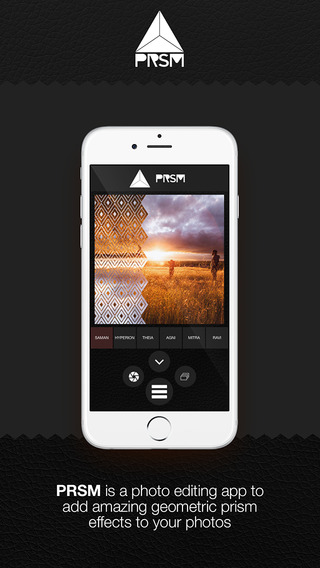 PRSM
PRSM
SAMAN HYPERION THEIA AGNI MITRA RAVI
PRSM is a photo editing app to
add amazing geometric prism
effects to your photos